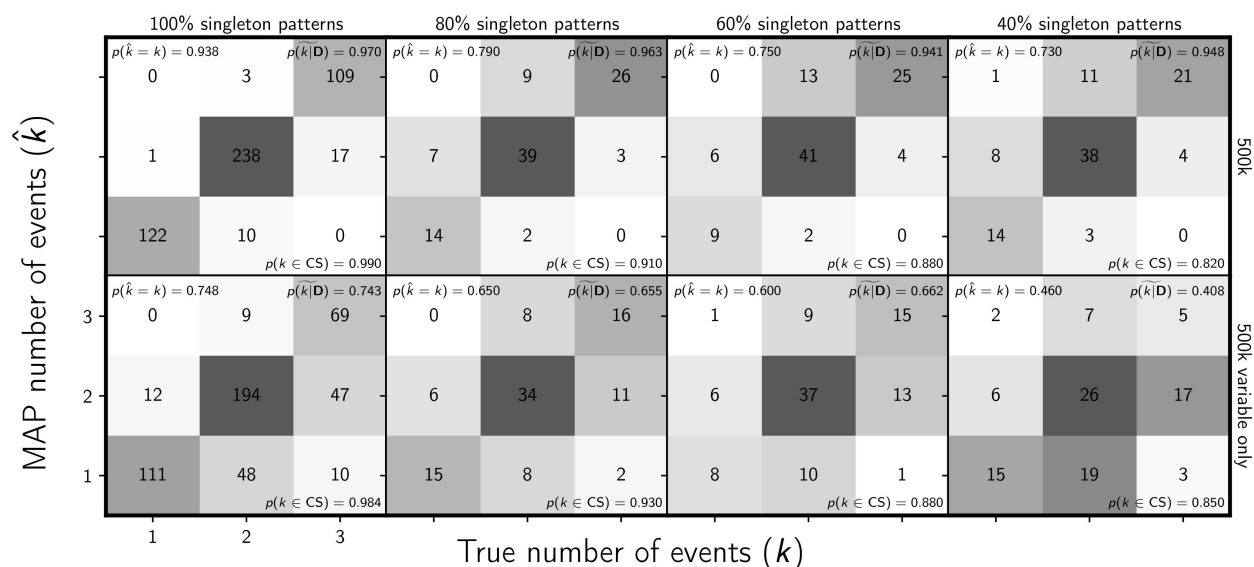 100% singleton patterns 80% singleton patterns 60% singleton patterns 40% singleton patterns
p(k̂ = k) = 0.938 p(k|D)͠ = 0.970 p(k̂ = k) = 0.790 p(k|D)͠ = 0.963 p(k̂ = k) = 0.750 p(k|D)͠ = 0.941 p(k̂ = k) = 0.730 p(k|D)͠ = 0.948
0 3 109 0 9 26 0 13 25 1 11 21
1 238 17 7 39 3 6 41 4 8 38 4
122 10 0 14 2 0 9 2 0 14 3 0
p(k ∈ CS) = 0.990 p(k ∈ CS) = 0.910 p(k ∈ CS) = 0.880 p(k ∈ CS) = 0.820
500k
p(k̂ = k) = 0.748 p(k|D)͠ = 0.743 p(k̂ = k) = 0.650 p(k|D)͠ = 0.655 p(k̂ = k) = 0.600 p(k|D)͠ = 0.662 p(k̂ = k) = 0.460 p(k|D)͠ = 0.408
3 0 9 69 0 8 16 1 9 15 2 7 5
2 12 194 47 6 34 11 6 37 13 6 26 17
1 111 48 10 15 8 2 8 10 1 15 19 3
p(k ∈ CS) = 0.984 p(k ∈ CS) = 0.930 p(k ∈ CS) = 0.880 p(k ∈ CS) = 0.850
500k variable only
1 2 3
MAP number of events (k̂)
True number of events (k)